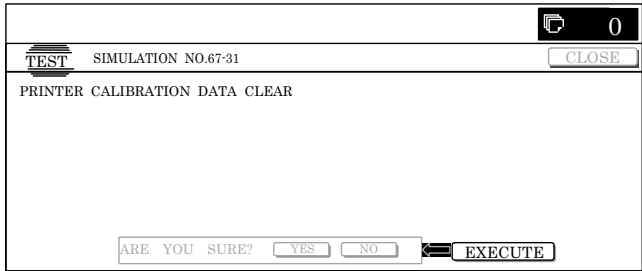 0
TEST SIMULATION NO.67-31 CLOSE
PRINTER CALIBRATION DATA CLEAR
ARE YOU SURE? YES NO EXECUTE